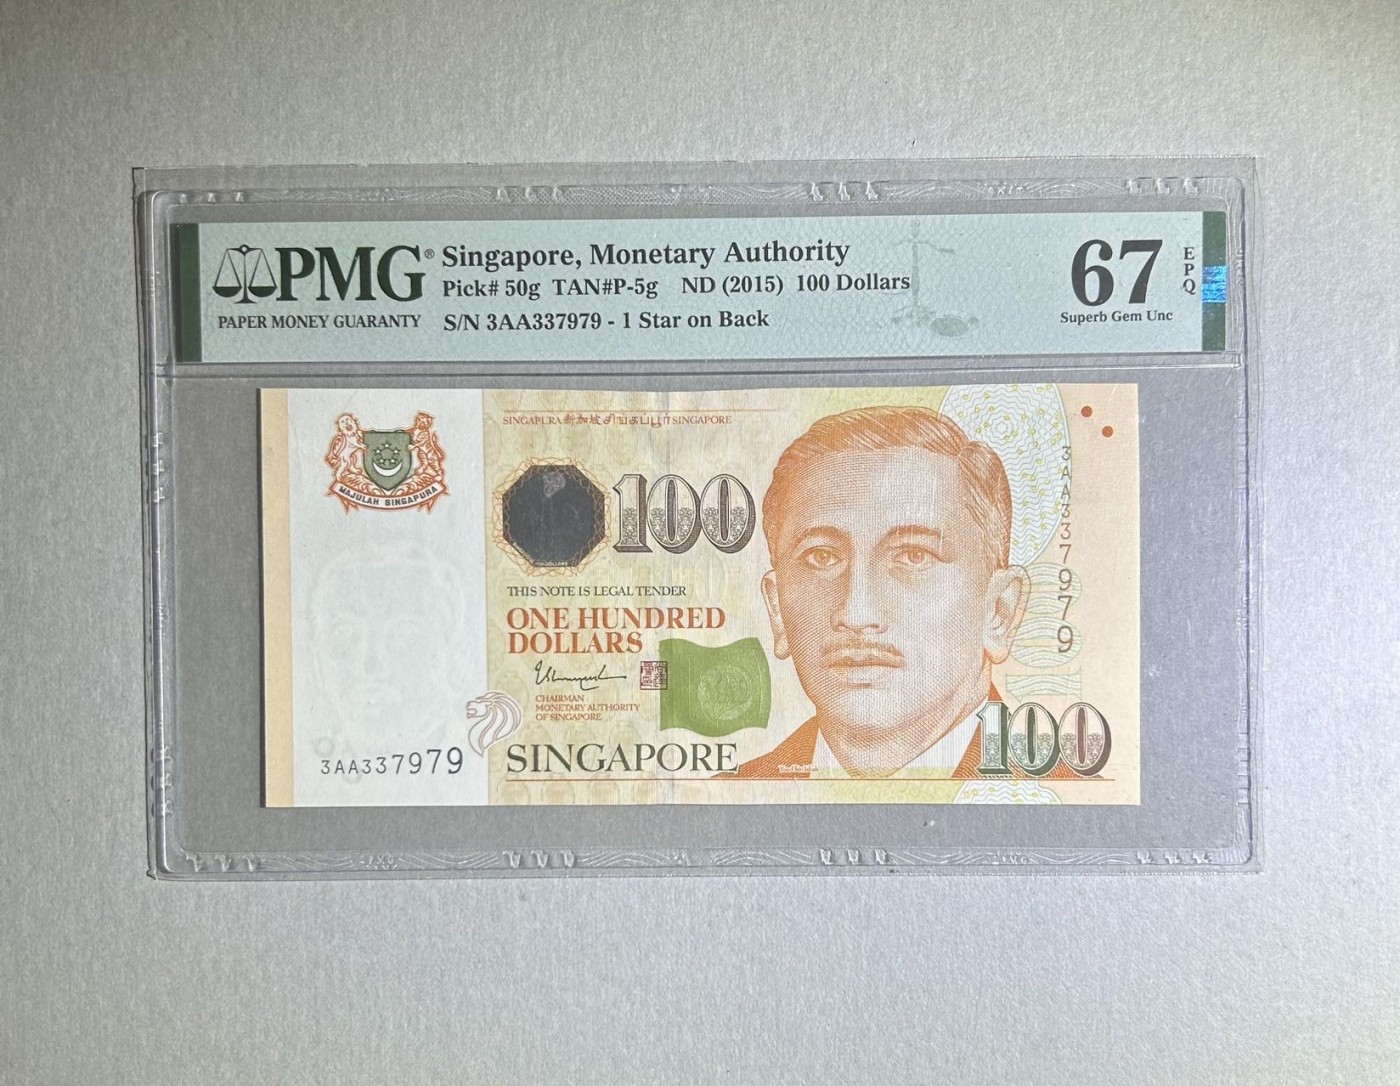 PMG®
PAPER MONEY GUARANTY
Singapore, Monetary Authority
Pick# 50g TAN#P-5g ND (2015) 100 Dollars
S/N 3AA337979 - 1 Star on Back
67
EPQ
Superb Gem Unc
SINGAPURA 新加坡 சிங்கப்பூர் SINGAPORE
MAJULAH SINGAPURA
100
3AA337979
THIS NOTE IS LEGAL TENDER
ONE HUNDRED
DOLLARS
CHAIRMAN
MONETARY AUTHORITY
OF SINGAPORE
SINGAPORE
3AA337979
100